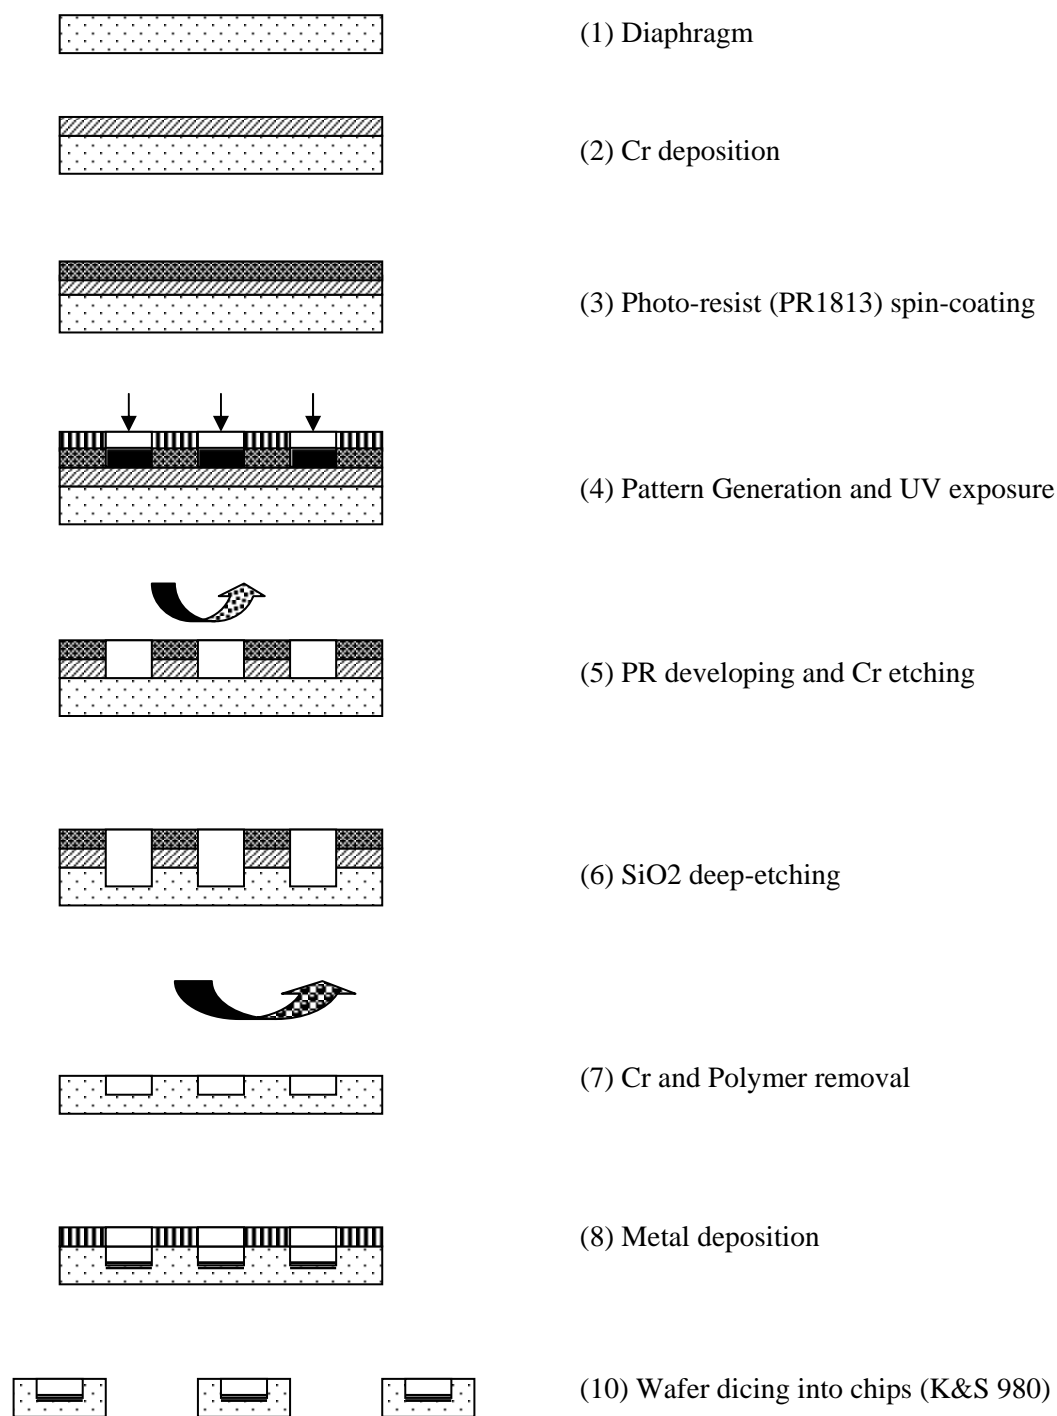 (1) Diaphragm
(2) Cr deposition
(3) Photo-resist (PR1813) spin-coating
(4) Pattern Generation and UV exposure
(5) PR developing and Cr etching
(6) SiO2 deep-etching
(7) Cr and Polymer removal
(8) Metal deposition
(10) Wafer dicing into chips (K&S 980)